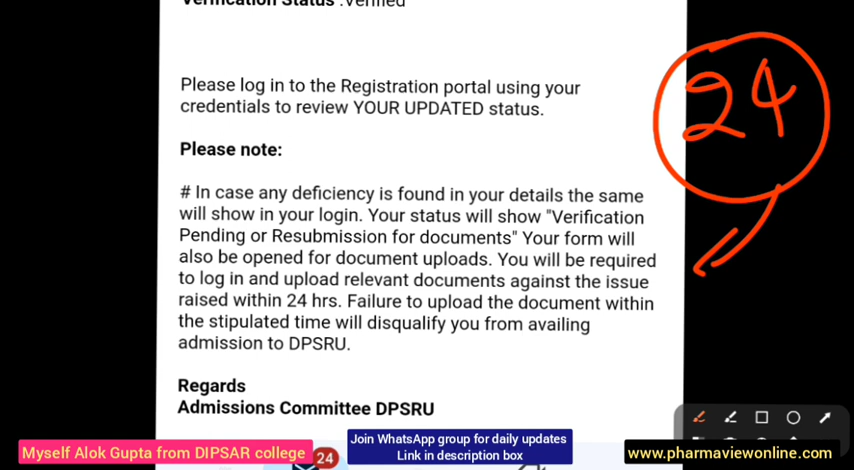 Verification Status :Verified
Please log in to the Registration portal using your
credentials to review YOUR UPDATED status.
24
Please note:
# In case any deficiency is found in your details the same
will show in your login. Your status will show "Verification
Pending or Resubmission for documents" Your form will
also be opened for document uploads. You will be required
to log in and upload relevant documents against the issue
raised within 24 hrs. Failure to upload the document within
the stipulated time will disqualify you from availing
admission to DPSRU.
Regards
Admissions Committee DPSRU
Myself Alok Gupta from DIPSAR college
24
Join WhatsApp group for daily updates
Link in description box
www.pharmaviewonline.com